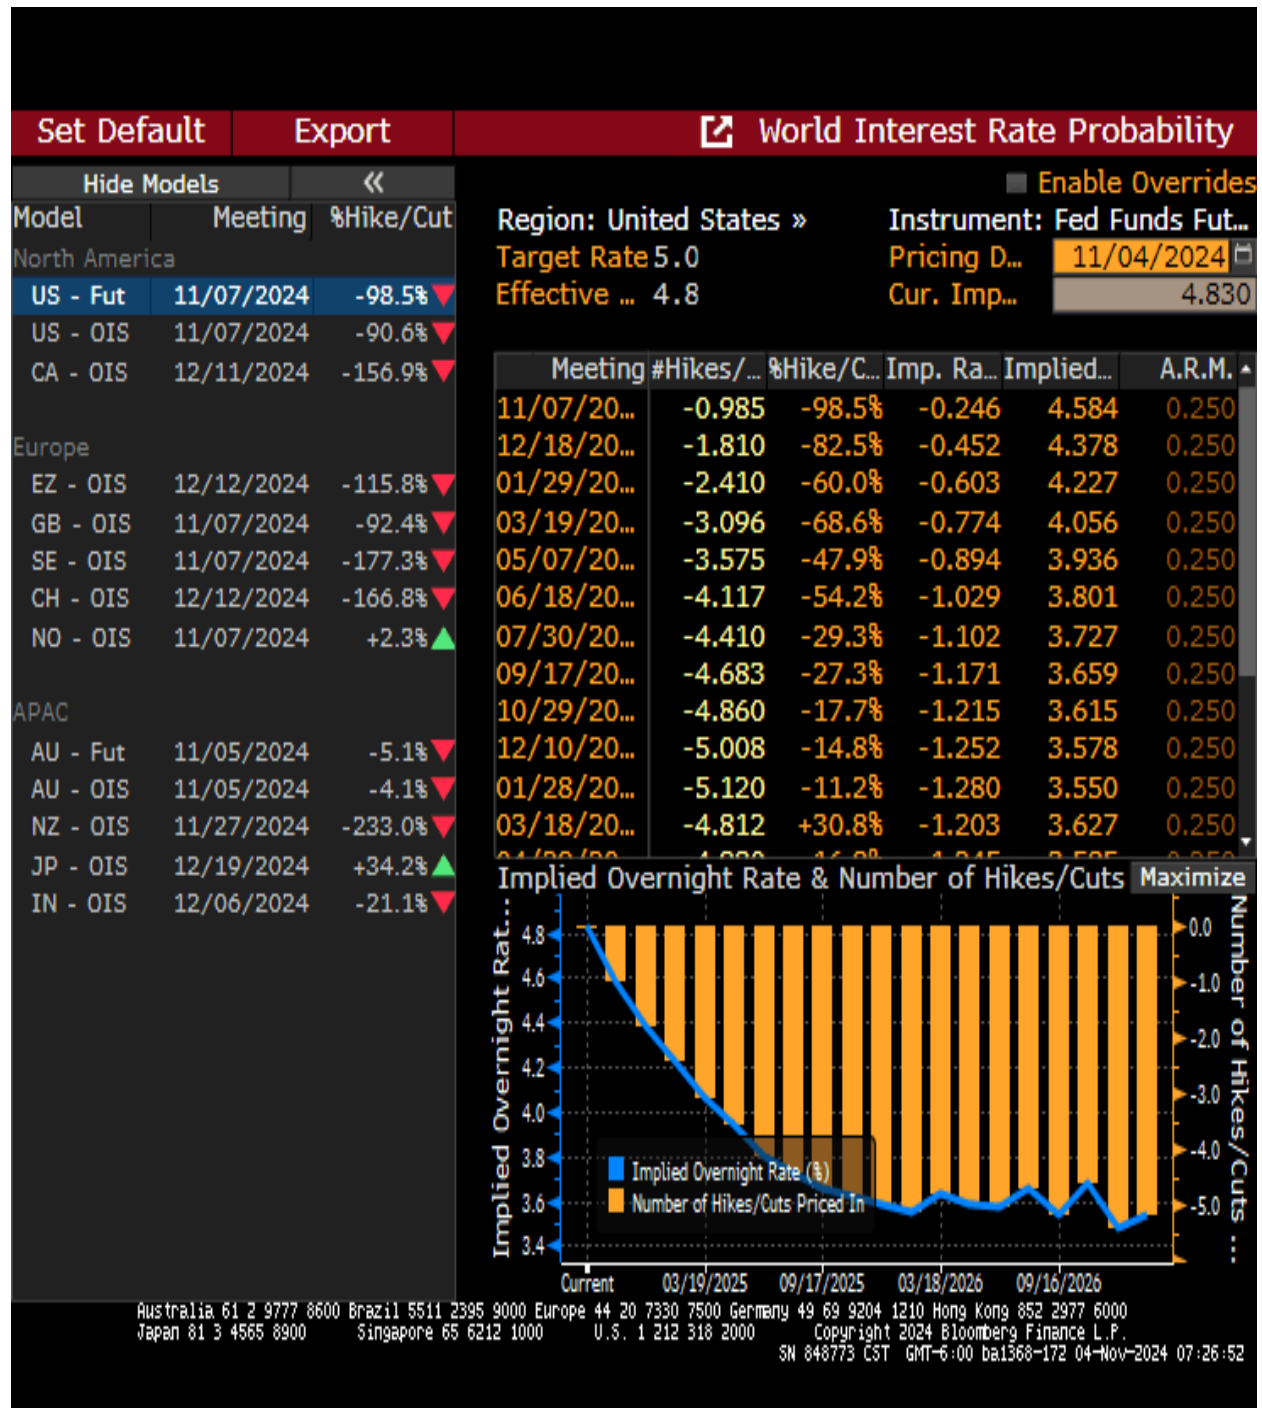 Set Default Export World Interest Rate Probability
Hide Models «
Enable Overrides
Model Meeting %Hike/Cut
Region: United States » Instrument: Fed Funds Fut...
North America
Target Rate 5.0 Pricing D... 11/04/2024
US - Fut 11/07/2024 -98.5%
Effective ... 4.8 Cur. Imp... 4.830
US - OIS 11/07/2024 -90.6%
CA - OIS 12/11/2024 -156.9%
Europe
EZ - OIS 12/12/2024 -115.8%
GB - OIS 11/07/2024 -92.4%
SE - OIS 11/07/2024 -177.3%
CH - OIS 12/12/2024 -166.8%
NO - OIS 11/07/2024 +2.3%
APAC
AU - Fut 11/05/2024 -5.1%
AU - OIS 11/05/2024 -4.1%
NZ - OIS 11/27/2024 -233.0%
JP - OIS 12/19/2024 +34.2%
IN - OIS 12/06/2024 -21.1%
Meeting #Hikes/... %Hike/C... Imp. Ra... Implied... A.R.M.
11/07/20... -0.985 -98.5% -0.246 4.584 0.250
12/18/20... -1.810 -82.5% -0.452 4.378 0.250
01/29/20... -2.410 -60.0% -0.603 4.227 0.250
03/19/20... -3.096 -68.6% -0.774 4.056 0.250
05/07/20... -3.575 -47.9% -0.894 3.936 0.250
06/18/20... -4.117 -54.2% -1.029 3.801 0.250
07/30/20... -4.410 -29.3% -1.102 3.727 0.250
09/17/20... -4.683 -27.3% -1.171 3.659 0.250
10/29/20... -4.860 -17.7% -1.215 3.615 0.250
12/10/20... -5.008 -14.8% -1.252 3.578 0.250
01/28/20... -5.120 -11.2% -1.280 3.550 0.250
03/18/20... -4.812 +30.8% -1.203 3.627 0.250
Implied Overnight Rate & Number of Hikes/Cuts Maximize
Implied Overnight Rat...
4.8
4.6
4.4
4.2
4.0
3.8
3.6
3.4
Implied Overnight Rate (%)
Number of Hikes/Cuts Priced In
0.0
-1.0
-2.0
-3.0
-4.0
-5.0
Number of Hikes/Cuts ...
Current 03/19/2025 09/17/2025 03/18/2026 09/16/2026
Australia 61 2 9777 8600 Brazil 5511 2395 9000 Europe 44 20 7330 7500 Germany 49 69 9204 1210 Hong Kong 852 2977 6000
Japan 81 3 4565 8900 Singapore 65 6212 1000 U.S. 1 212 318 2000 Copyright 2024 Bloomberg Finance L.P.
SN 848773 CST GMT-6:00 ba1368-172 04-Nov-2024 07:26:52